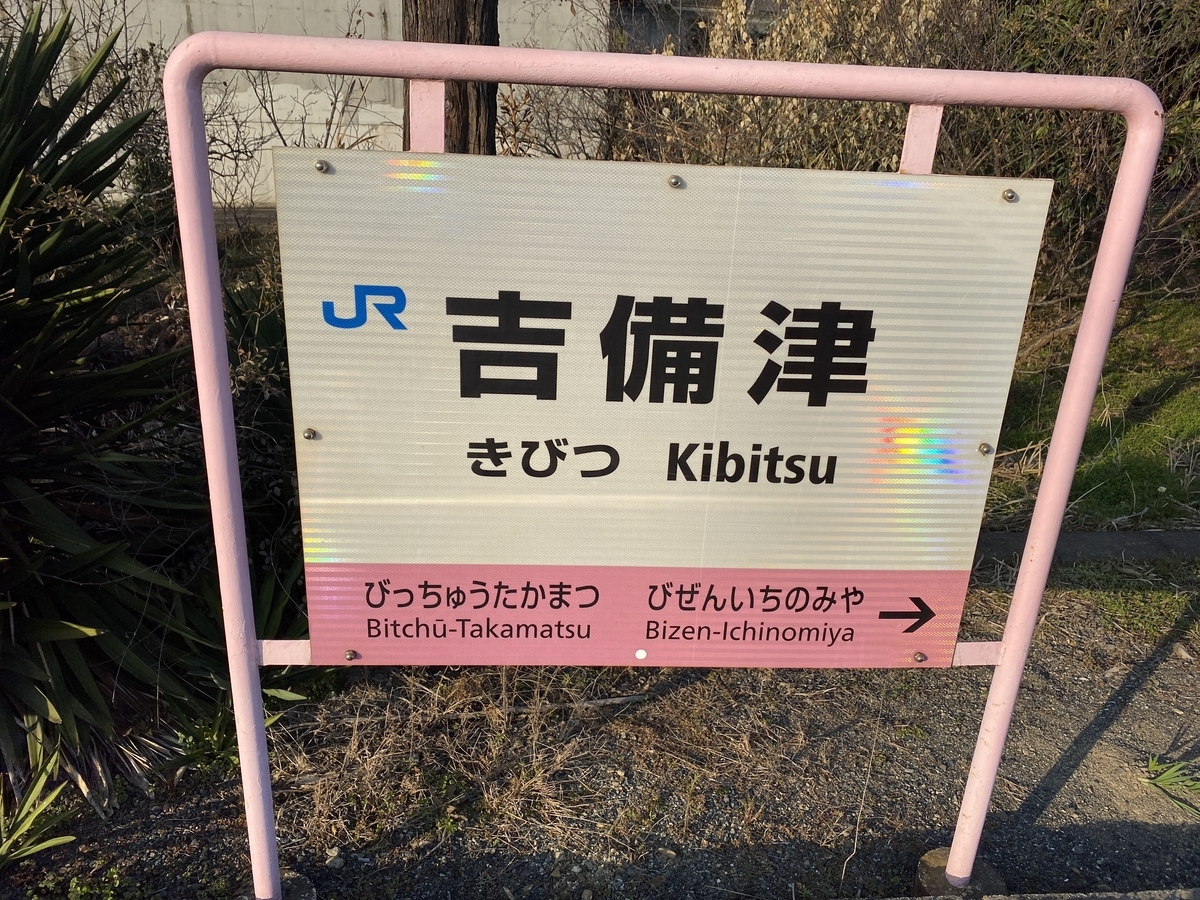 JR 吉備津
きびつ Kibitsu
びっちゅうたかまつ びぜんいちのみや →
Bitchū-Takamatsu Bizen-Ichinomiya